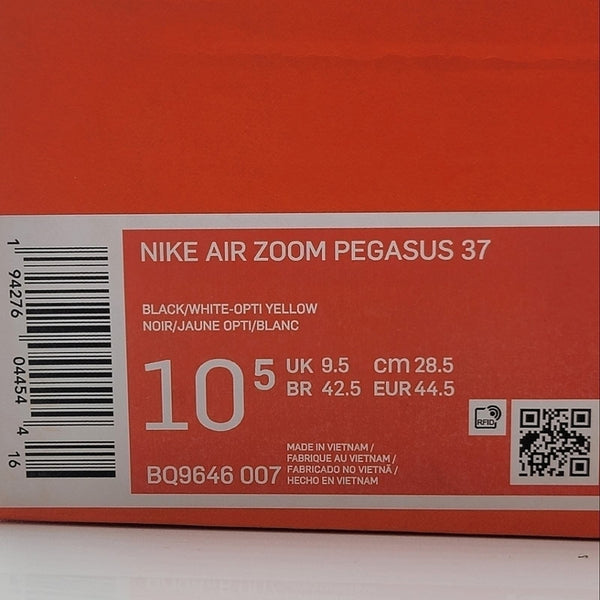 NIKE AIR ZOOM PEGASUS 37
BLACK/WHITE-OPTI YELLOW
NOIR/JAUNE OPTI/BLANC
10 5
UK 9.5 cm 28.5
BR 42.5 EUR 44.5
RFID
BQ9646 007
MADE IN VIETNAM /
FABRIQUE AU VIETNAM /
FABRICADO NO VIETNÃ /
HECHO EN VIETNAM
1 94276 04454 4 16